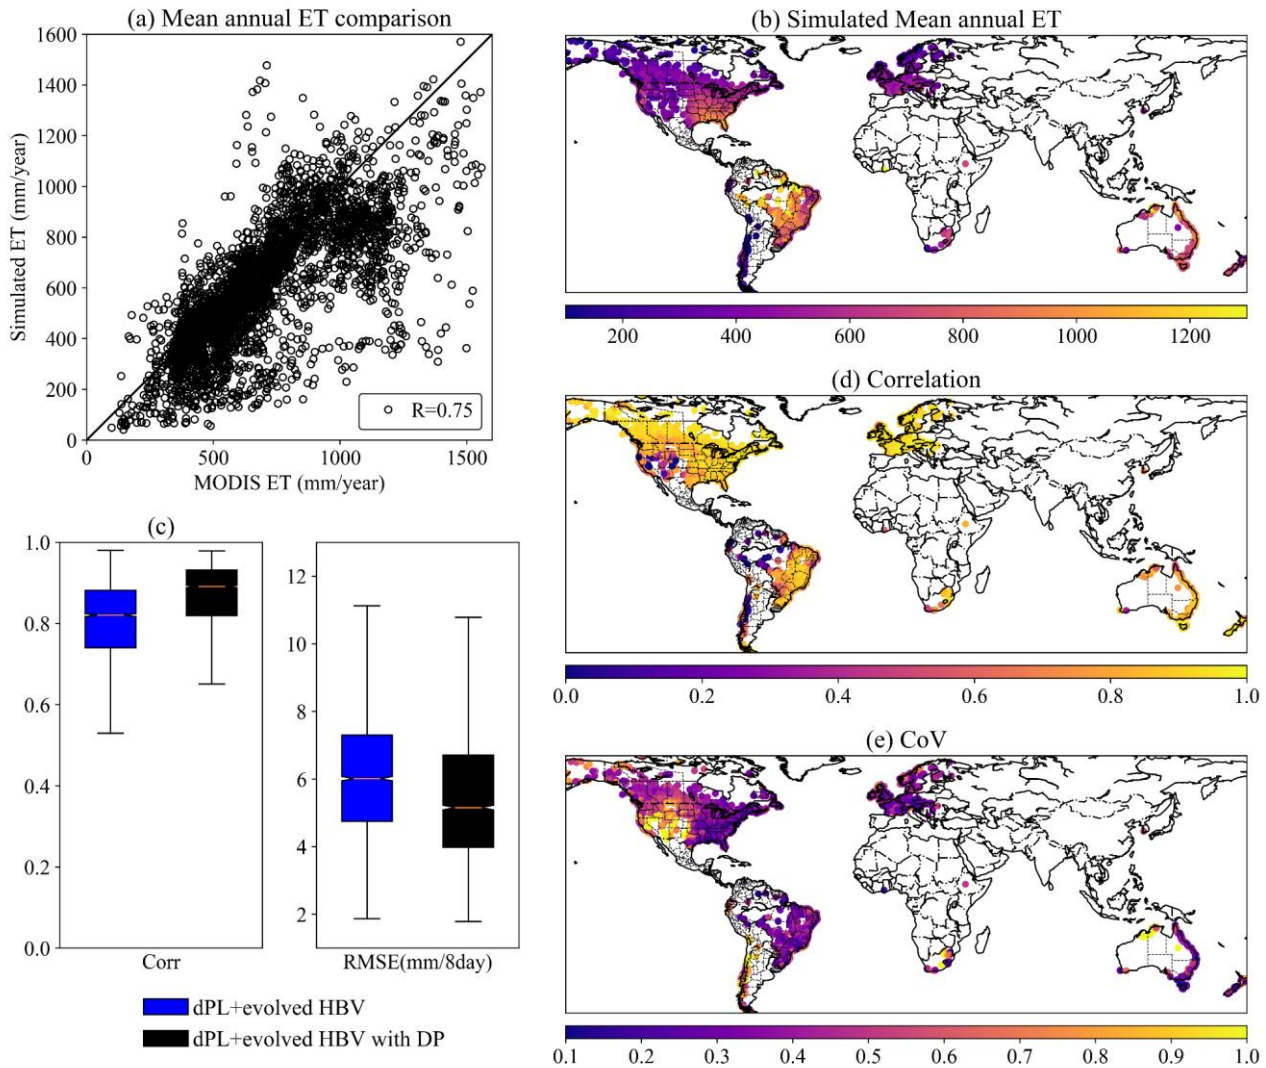 (a) Mean annual ET comparison
1600
1400
1200
1000
800
600
400
200
0
Simulated ET (mm/year)
R=0.75
0 500 1000 1500
MODIS ET (mm/year)
(b) Simulated Mean annual ET
200 400 600 800 1000 1200
(c)
1.0
0.8
0.6
0.4
0.2
0.0
Corr
12
10
8
6
4
2
RMSE(mm/8day)
dPL+evolved HBV
dPL+evolved HBV with DP
(d) Correlation
0.0 0.2 0.4 0.6 0.8 1.0
(e) CoV
0.1 0.2 0.3 0.4 0.5 0.6 0.7 0.8 0.9 1.0